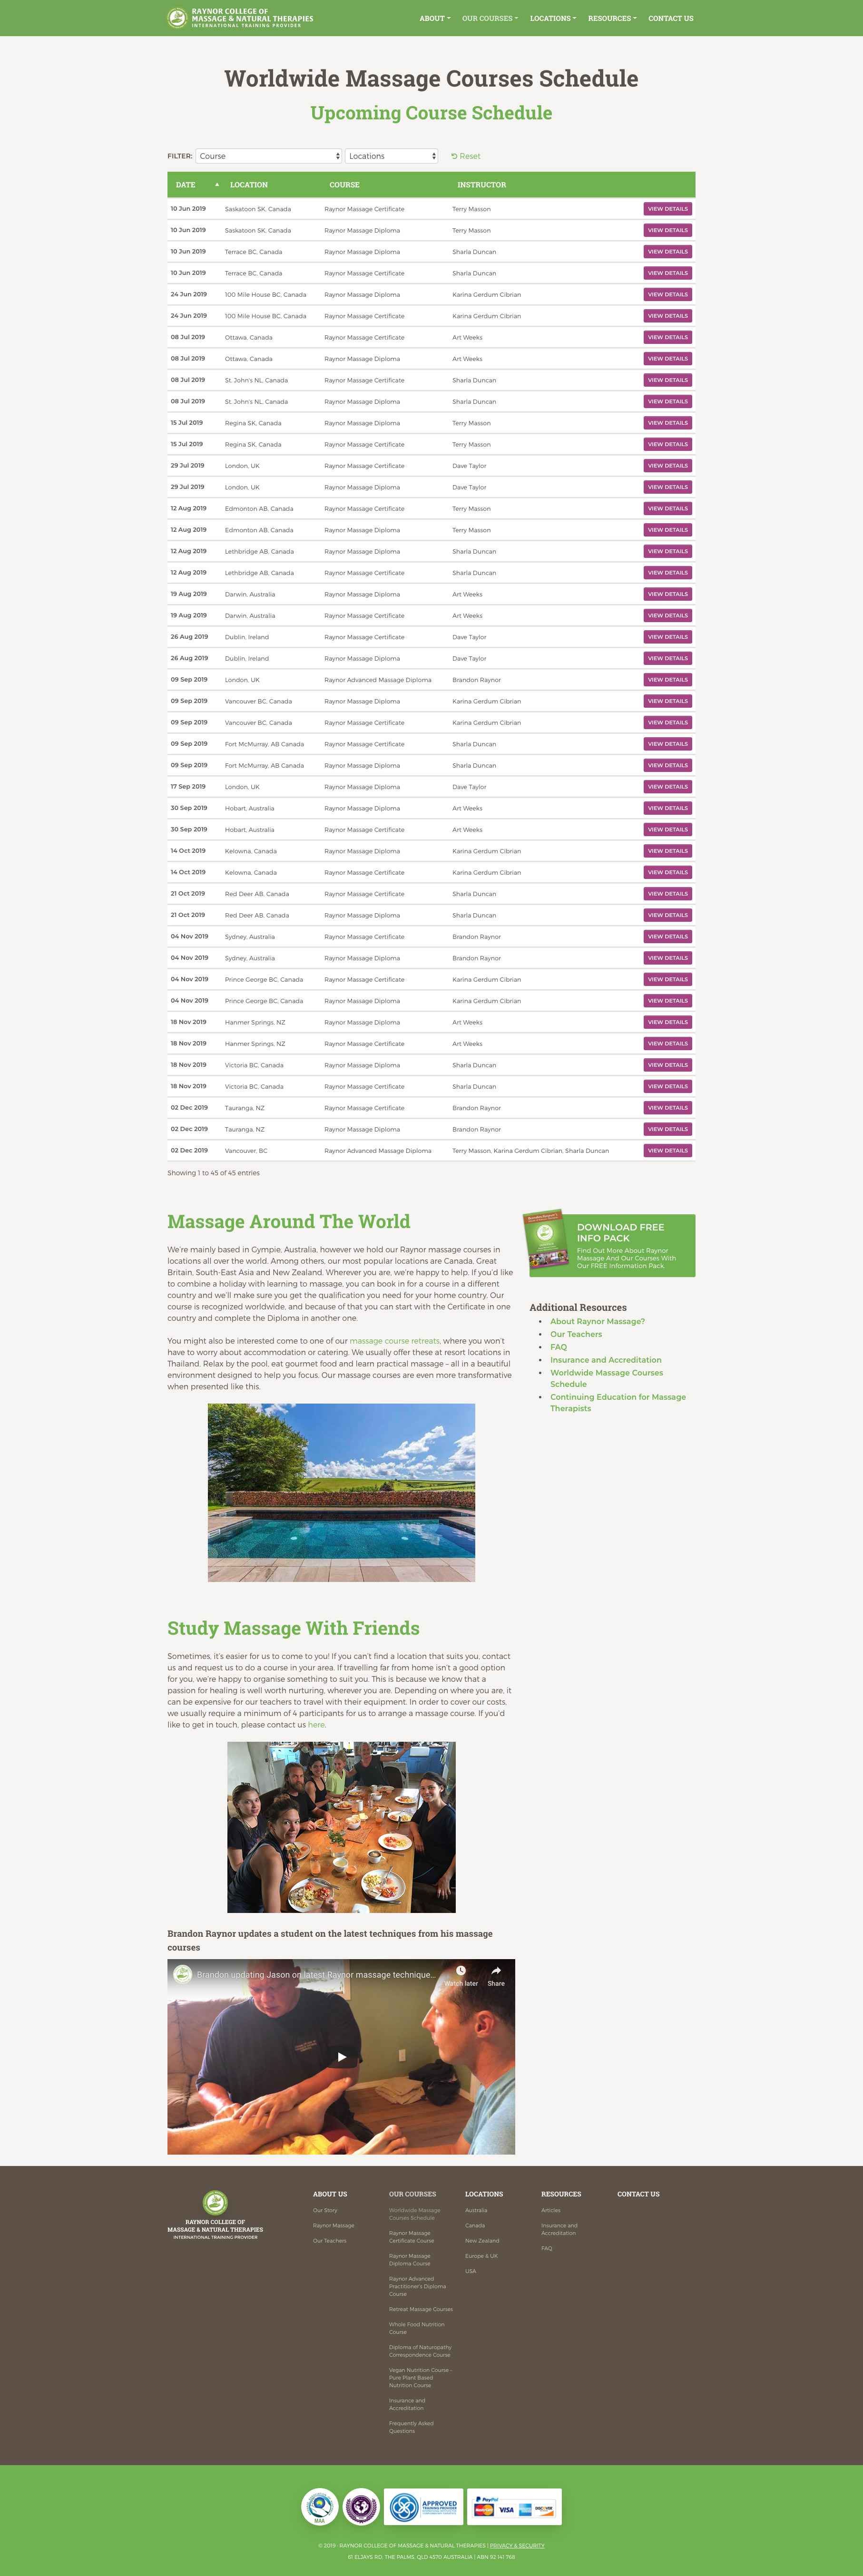 RAYNOR COLLEGE OF
MASSAGE & NATURAL THERAPIES
INTERNATIONAL TRAINING PROVIDER
ABOUT OUR COURSES LOCATIONS RESOURCES CONTACT US
Worldwide Massage Courses Schedule
Upcoming Course Schedule
FILTER: Course Locations Reset
DATE LOCATION COURSE INSTRUCTOR
10 Jun 2019 Saskatoon SK, Canada Raynor Massage Certificate Terry Masson VIEW DETAILS
10 Jun 2019 Saskatoon SK, Canada Raynor Massage Diploma Terry Masson VIEW DETAILS
10 Jun 2019 Terrace BC, Canada Raynor Massage Diploma Sharla Duncan VIEW DETAILS
10 Jun 2019 Terrace BC, Canada Raynor Massage Certificate Sharla Duncan VIEW DETAILS
24 Jun 2019 100 Mile House BC, Canada Raynor Massage Diploma Karina Gerdum Cibrian VIEW DETAILS
24 Jun 2019 100 Mile House BC, Canada Raynor Massage Certificate Karina Gerdum Cibrian VIEW DETAILS
08 Jul 2019 Ottawa, Canada Raynor Massage Certificate Art Weeks VIEW DETAILS
08 Jul 2019 Ottawa, Canada Raynor Massage Diploma Art Weeks VIEW DETAILS
08 Jul 2019 St. John's NL, Canada Raynor Massage Certificate Sharla Duncan VIEW DETAILS
08 Jul 2019 St. John's NL, Canada Raynor Massage Diploma Sharla Duncan VIEW DETAILS
15 Jul 2019 Regina SK, Canada Raynor Massage Diploma Terry Masson VIEW DETAILS
15 Jul 2019 Regina SK, Canada Raynor Massage Certificate Terry Masson VIEW DETAILS
29 Jul 2019 London, UK Raynor Massage Certificate Dave Taylor VIEW DETAILS
29 Jul 2019 London, UK Raynor Massage Diploma Dave Taylor VIEW DETAILS
12 Aug 2019 Edmonton AB, Canada Raynor Massage Certificate Terry Masson VIEW DETAILS
12 Aug 2019 Edmonton AB, Canada Raynor Massage Diploma Terry Masson VIEW DETAILS
12 Aug 2019 Lethbridge AB, Canada Raynor Massage Diploma Sharla Duncan VIEW DETAILS
12 Aug 2019 Lethbridge AB, Canada Raynor Massage Certificate Sharla Duncan VIEW DETAILS
19 Aug 2019 Darwin, Australia Raynor Massage Diploma Art Weeks VIEW DETAILS
19 Aug 2019 Darwin, Australia Raynor Massage Certificate Art Weeks VIEW DETAILS
26 Aug 2019 Dublin, Ireland Raynor Massage Certificate Dave Taylor VIEW DETAILS
26 Aug 2019 Dublin, Ireland Raynor Massage Diploma Dave Taylor VIEW DETAILS
09 Sep 2019 London, UK Raynor Advanced Massage Diploma Brandon Raynor VIEW DETAILS
09 Sep 2019 Vancouver BC, Canada Raynor Massage Diploma Karina Gerdum Cibrian VIEW DETAILS
09 Sep 2019 Vancouver BC, Canada Raynor Massage Certificate Karina Gerdum Cibrian VIEW DETAILS
09 Sep 2019 Fort McMurray, AB Canada Raynor Massage Certificate Sharla Duncan VIEW DETAILS
09 Sep 2019 Fort McMurray, AB Canada Raynor Massage Diploma Sharla Duncan VIEW DETAILS
17 Sep 2019 London, UK Raynor Massage Diploma Dave Taylor VIEW DETAILS
30 Sep 2019 Hobart, Australia Raynor Massage Diploma Art Weeks VIEW DETAILS
30 Sep 2019 Hobart, Australia Raynor Massage Certificate Art Weeks VIEW DETAILS
14 Oct 2019 Kelowna, Canada Raynor Massage Diploma Karina Gerdum Cibrian VIEW DETAILS
14 Oct 2019 Kelowna, Canada Raynor Massage Certificate Karina Gerdum Cibrian VIEW DETAILS
21 Oct 2019 Red Deer AB, Canada Raynor Massage Certificate Sharla Duncan VIEW DETAILS
21 Oct 2019 Red Deer AB, Canada Raynor Massage Diploma Sharla Duncan VIEW DETAILS
04 Nov 2019 Sydney, Australia Raynor Massage Certificate Brandon Raynor VIEW DETAILS
04 Nov 2019 Sydney, Australia Raynor Massage Diploma Brandon Raynor VIEW DETAILS
04 Nov 2019 Prince George BC, Canada Raynor Massage Certificate Karina Gerdum Cibrian VIEW DETAILS
04 Nov 2019 Prince George BC, Canada Raynor Massage Diploma Karina Gerdum Cibrian VIEW DETAILS
18 Nov 2019 Hanmer Springs, NZ Raynor Massage Diploma Art Weeks VIEW DETAILS
18 Nov 2019 Hanmer Springs, NZ Raynor Massage Certificate Art Weeks VIEW DETAILS
18 Nov 2019 Victoria BC, Canada Raynor Massage Diploma Sharla Duncan VIEW DETAILS
18 Nov 2019 Victoria BC, Canada Raynor Massage Certificate Sharla Duncan VIEW DETAILS
02 Dec 2019 Tauranga, NZ Raynor Massage Certificate Brandon Raynor VIEW DETAILS
02 Dec 2019 Tauranga, NZ Raynor Massage Diploma Brandon Raynor VIEW DETAILS
02 Dec 2019 Vancouver, BC Raynor Advanced Massage Diploma Terry Masson, Karina Gerdum Cibrian, Sharla Duncan VIEW DETAILS
Showing 1 to 45 of 45 entries
Massage Around The World
We're mainly based in Gympie, Australia, however we hold our Raynor massage courses in
locations all over the world. Among others, our most popular locations are Canada, Great
Britain, South-East Asia and New Zealand. Wherever you are, we're happy to help. If you'd like
to combine a holiday with learning to massage, you can book in for a course in a different
country and we'll make sure you get the qualification you need for your home country. Our
course is recognized worldwide, and because of that you can start with the Certificate in one
country and complete the Diploma in another one.
You might also be interested come to one of our massage course retreats, where you won't
have to worry about accommodation or catering. We usually offer these at resort locations in
Thailand. Relax by the pool, eat gourmet food and learn practical massage – all in a beautiful
environment designed to help you focus. Our massage courses are even more transformative
when presented like this.
DOWNLOAD FREE
INFO PACK
Find Out More About Raynor
Massage And Our Courses With
Our FREE Information Pack.
Additional Resources
About Raynor Massage?
Our Teachers
FAQ
Insurance and Accreditation
Worldwide Massage Courses
Schedule
Continuing Education for Massage
Therapists
Study Massage With Friends
Sometimes, it's easier for us to come to you! If you can't find a location that suits you, contact
us and request us to do a course in your area. If travelling far from home isn't a good option
for you, we're happy to organise something to suit you. This is because we know that a
passion for healing is well worth nurturing, wherever you are. Depending on where you are, it
can be expensive for our teachers to travel with their equipment. In order to cover our costs,
we usually require a minimum of 4 participants for us to arrange a massage course. If you'd
like to get in touch, please contact us here.
Brandon Raynor updates a student on the latest techniques from his massage
courses
Brandon updating Jason on latest Raynor massage technique...
Watch later Share
RAYNOR COLLEGE OF
MASSAGE & NATURAL THERAPIES
INTERNATIONAL TRAINING PROVIDER
ABOUT US
Our Story
Raynor Massage
Our Teachers
OUR COURSES
Worldwide Massage
Courses Schedule
Raynor Massage
Certificate Course
Raynor Massage
Diploma Course
Raynor Advanced
Practitioner's Diploma
Course
Retreat Massage Courses
Whole Food Nutrition
Course
Diploma of Naturopathy
Correspondence Course
Vegan Nutrition Course –
Pure Plant Based
Nutrition Course
Insurance and
Accreditation
Frequently Asked
Questions
LOCATIONS
Australia
Canada
New Zealand
Europe & UK
USA
RESOURCES
Articles
Insurance and
Accreditation
FAQ
CONTACT US
MAA
APPROVED
TRAINING PROVIDER
PayPal
MasterCard VISA DISCOVER
© 2019 · RAYNOR COLLEGE OF MASSAGE & NATURAL THERAPIES | PRIVACY & SECURITY
61 ELJAYS RD, THE PALMS, QLD 4570 AUSTRALIA | ABN 92 141 768